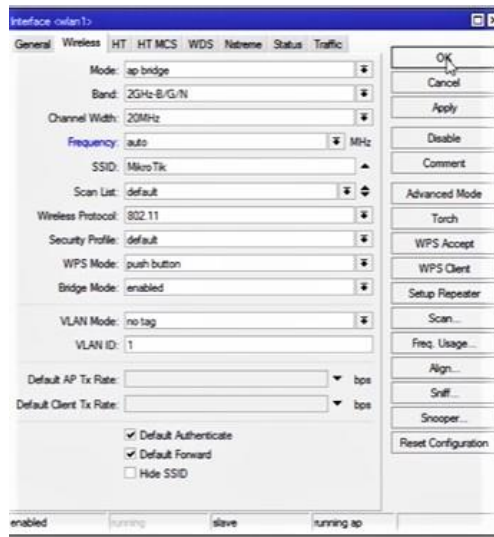 Interface <wlan1>
General Wireless HT HT MCS WDS Nstreme Status Traffic
Mode: ap bridge
Band: 2GHz-B/G/N
Channel Width: 20MHz
Frequency: auto MHz
SSID: MikroTik
Scan List: default
Wireless Protocol: 802.11
Security Profile: default
WPS Mode: push button
Bridge Mode: enabled
VLAN Mode: no tag
VLAN ID: 1
Default AP Tx Rate: bps
Default Client Tx Rate: bps
Default Authenticate
Default Forward
Hide SSID
OK
Cancel
Apply
Disable
Comment
Advanced Mode
Torch
WPS Accept
WPS Client
Setup Repeater
Scan...
Freq. Usage...
Align...
Sniff...
Snooper...
Reset Configuration
enabled running slave running ap